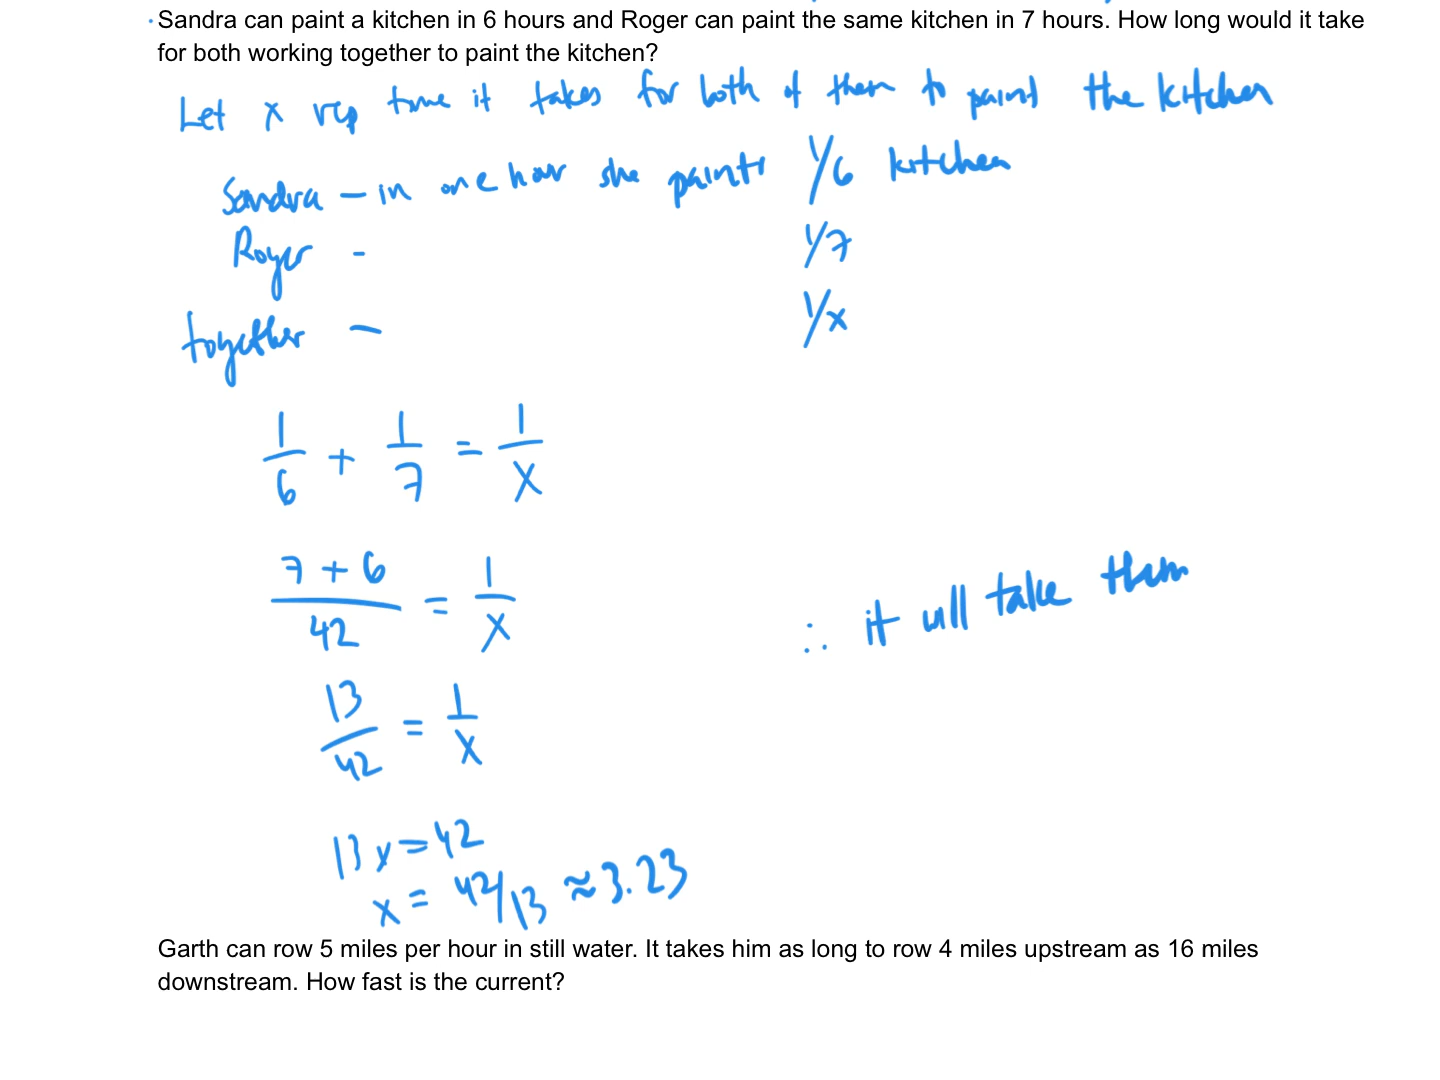 Sandra can paint a kitchen in 6 hours and Roger can paint the same kitchen in 7 hours. How long would it take
for both working together to paint the kitchen?
Let x rep time it takes for both of them to paint the kitchen
Sandra - in one hour she paints 1/6 kitchen
Roger - 1/7
together - 1/x
1/6 + 1/7 = 1/x
7 + 6 / 42 = 1/x
∴ it will take them
13/42 = 1/x
13x = 42
x = 42/13 ≈ 3.23
Garth can row 5 miles per hour in still water. It takes him as long to row 4 miles upstream as 16 miles
downstream. How fast is the current?